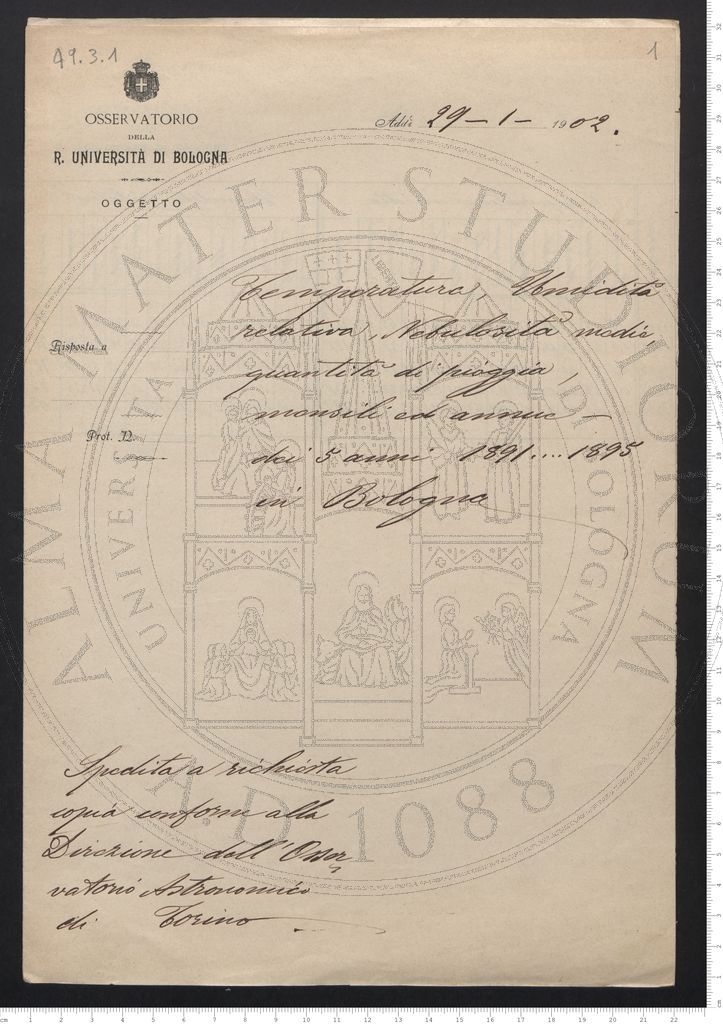 49.3.1
1
OSSERVATORIO
DELLA
R. UNIVERSITÀ DI BOLOGNA
OGGETTO
Addì 29-1- 1902.
Temperatura, Umidità
relativa, Nebulosità medie,
quantità di pioggia,
mensili ed annue -
dei 5 anni 1891....1895
in Bologna
Risposta a
Prot. N.
Spedita a richiesta
copia conforme alla
Direzione dell'Osser
vatorio Astronomico
di Torino
ALMA MATER STUDIORUM
UNIVERSITÀ DI BOLOGNA
A.D. 1088